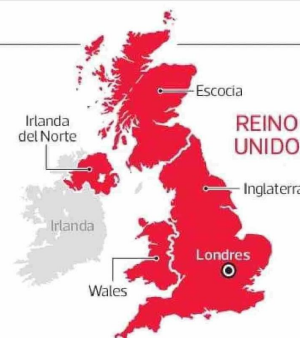 Escocia
Irlanda
del Norte
REINO
UNIDO
Inglaterra
Irlanda
Londres
Wales